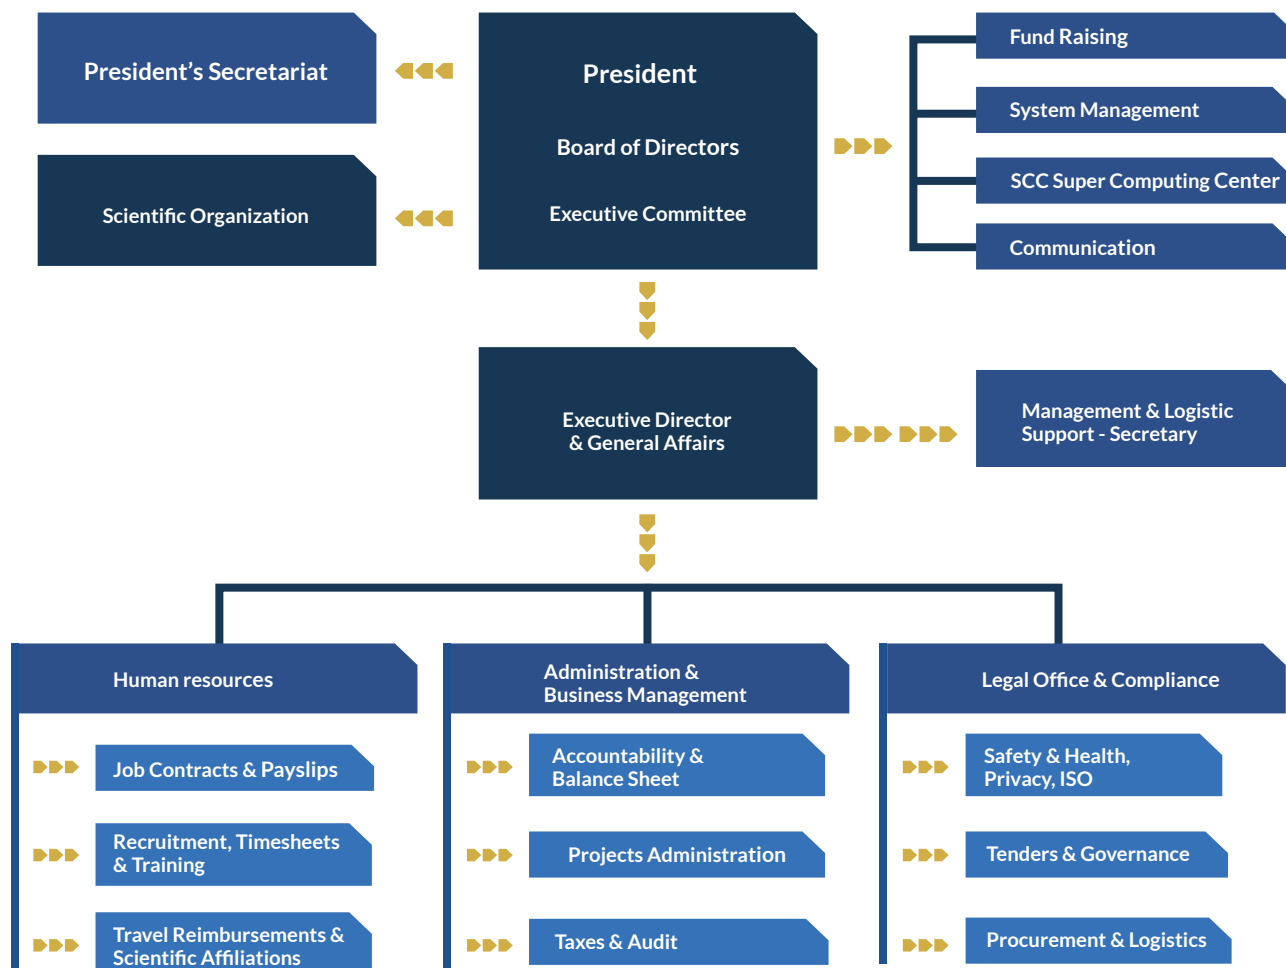 President's Secretariat
Scientific Organization
President
Board of Directors
Executive Committee
Fund Raising
System Management
SCC Super Computing Center
Communication
Executive Director
& General Affairs
Management & Logistic
Support - Secretary
Human resources
Job Contracts & Payslips
Recruitment, Timesheets
& Training
Travel Reimbursements &
Scientific Affiliations
Administration &
Business Management
Accountability &
Balance Sheet
Projects Administration
Taxes & Audit
Legal Office & Compliance
Safety & Health,
Privacy, ISO
Tenders & Governance
Procurement & Logistics